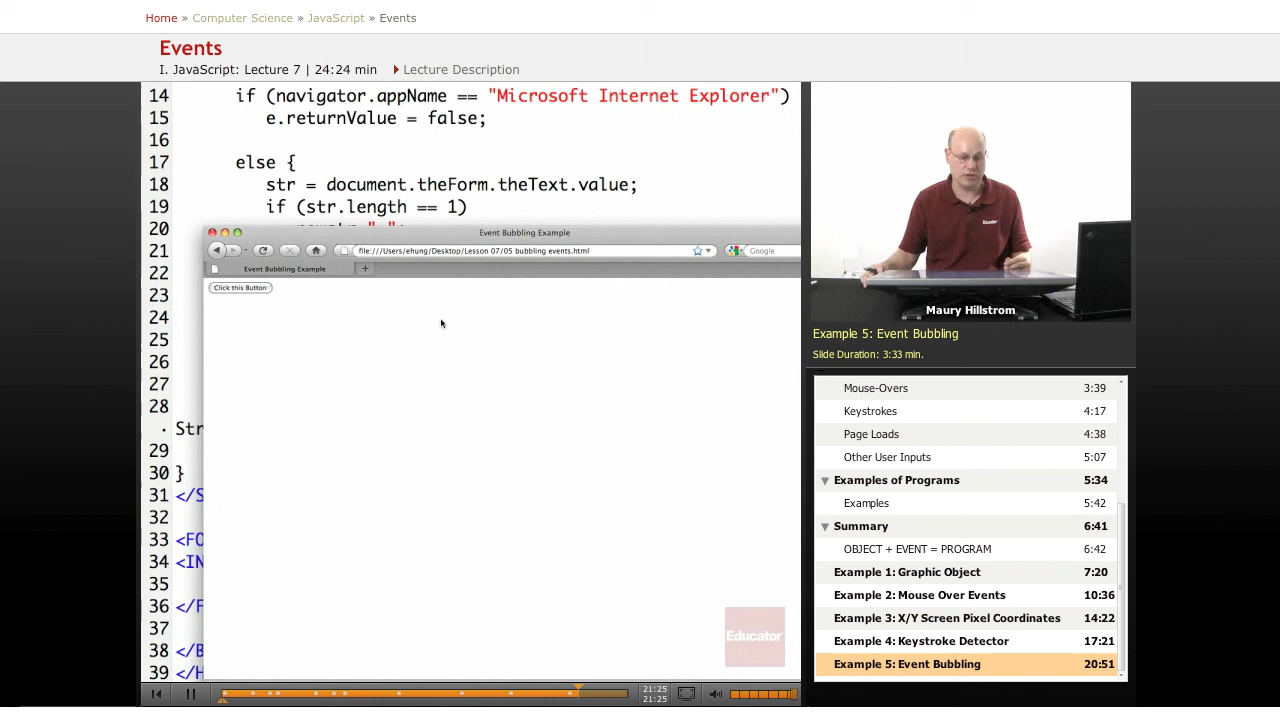 Home » Computer Science » JavaScript » Events
Events
I. JavaScript: Lecture 7 | 24:24 min
Lecture Description
14 if (navigator.appName == "Microsoft Internet Explorer")
15 e.returnValue = false;
16
17 else {
18 str = document.theForm.theText.value;
19 if (str.length == 1)
20
21
22
23
24
25
26
27
28
· Str
29
30 }
31 </S
32
33 <FO
34 <IN
35
36 </F
37
38 </B
39 </H
Event Bubbling Example
file:///Users/ehung/Desktop/Lesson 07/05 bubbling events.html
Google
Event Bubbling Example
+
Click this Button
Educator
21:25
21:25
Maury Hillstrom
Example 5: Event Bubbling
Slide Duration: 3:33 min.
Mouse-Overs 3:39
Keystrokes 4:17
Page Loads 4:38
Other User Inputs 5:07
Examples of Programs 5:34
Examples 5:42
Summary 6:41
OBJECT + EVENT = PROGRAM 6:42
Example 1: Graphic Object 7:20
Example 2: Mouse Over Events 10:36
Example 3: X/Y Screen Pixel Coordinates 14:22
Example 4: Keystroke Detector 17:21
Example 5: Event Bubbling 20:51